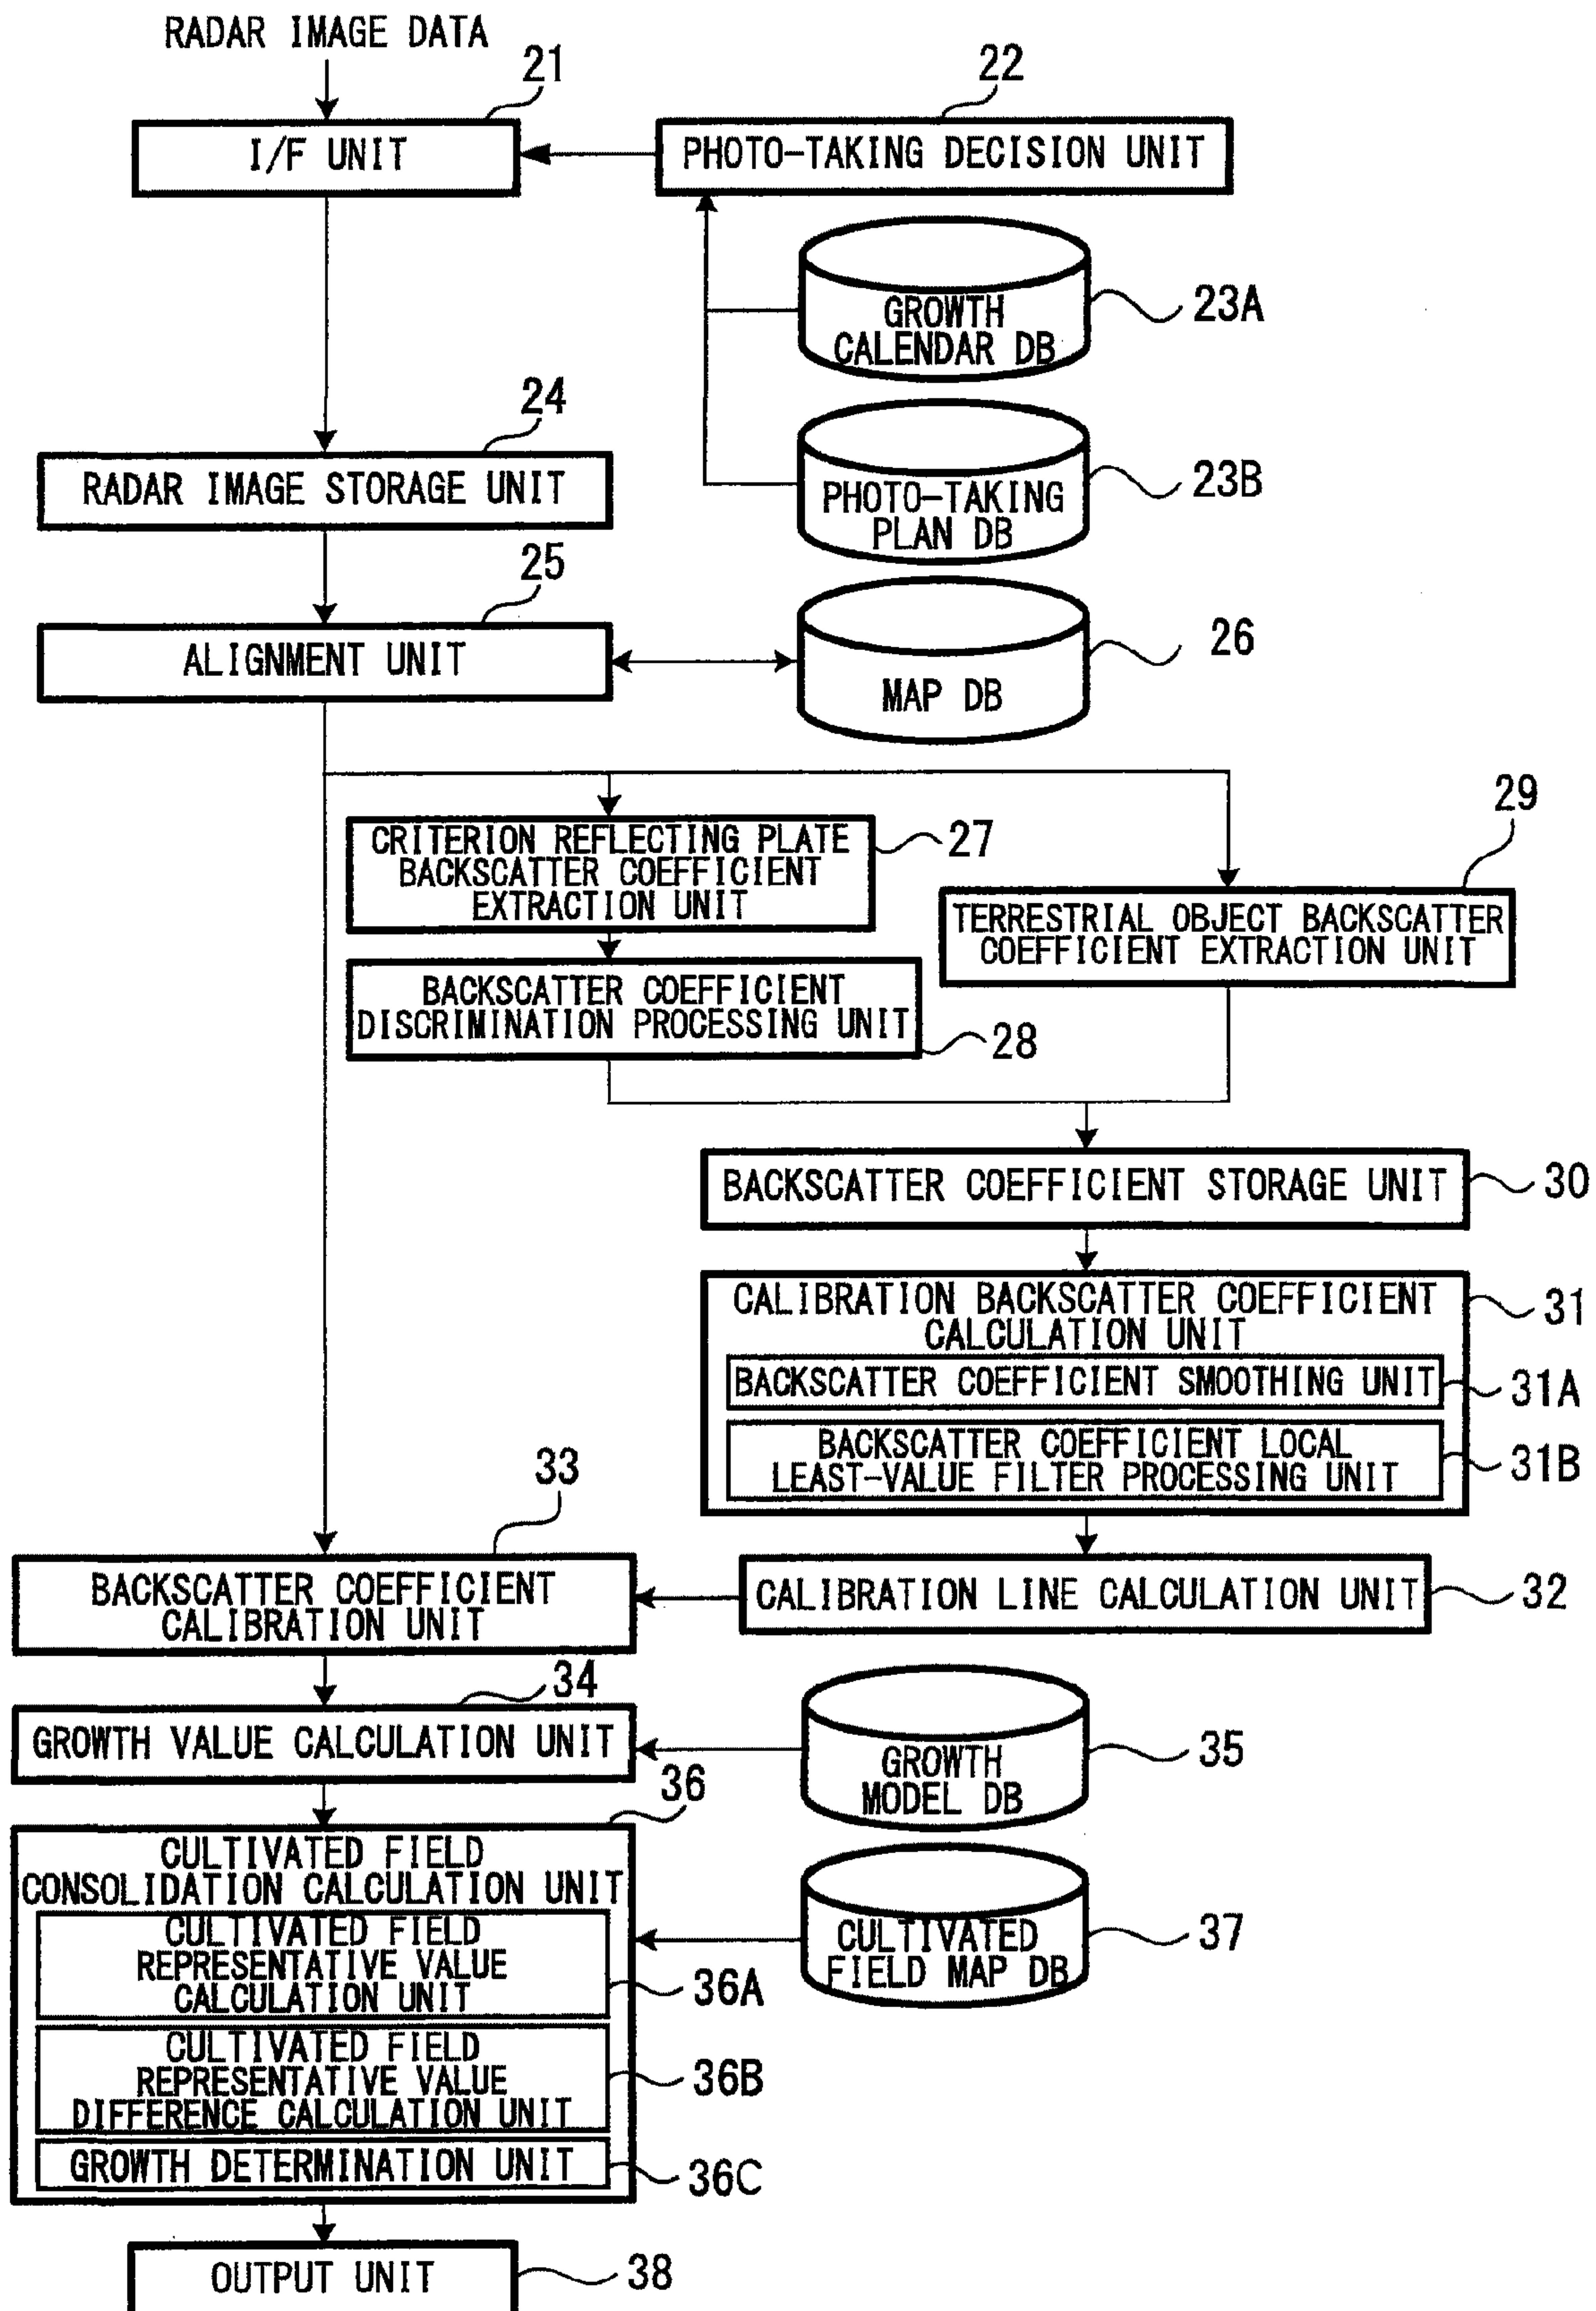 RADAR IMAGE DATA
21
I/F UNIT
22
PHOTO-TAKING DECISION UNIT
GROWTH
CALENDAR DB
23A
24
RADAR IMAGE STORAGE UNIT
PHOTO-TAKING
PLAN DB
23B
25
ALIGNMENT UNIT
MAP DB
26
CRITERION REFLECTING PLATE
BACKSCATTER COEFFICIENT
EXTRACTION UNIT
27
29
TERRESTRIAL OBJECT BACKSCATTER
COEFFICIENT EXTRACTION UNIT
BACKSCATTER COEFFICIENT
DISCRIMINATION PROCESSING UNIT
28
BACKSCATTER COEFFICIENT STORAGE UNIT
30
CALIBRATION BACKSCATTER COEFFICIENT
CALCULATION UNIT
31
BACKSCATTER COEFFICIENT SMOOTHING UNIT
31A
BACKSCATTER COEFFICIENT LOCAL
LEAST-VALUE FILTER PROCESSING UNIT
31B
33
BACKSCATTER COEFFICIENT
CALIBRATION UNIT
CALIBRATION LINE CALCULATION UNIT
32
34
GROWTH VALUE CALCULATION UNIT
GROWTH
MODEL DB
35
36
CULTIVATED FIELD
CONSOLIDATION CALCULATION UNIT
CULTIVATED FIELD
REPRESENTATIVE VALUE
CALCULATION UNIT
36A
CULTIVATED
FIELD MAP DB
37
CULTIVATED FIELD
REPRESENTATIVE VALUE
DIFFERENCE CALCULATION UNIT
36B
GROWTH DETERMINATION UNIT
36C
OUTPUT UNIT
38